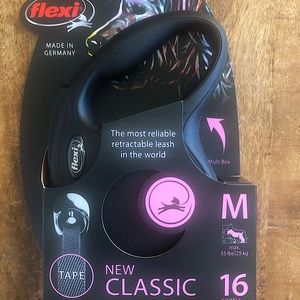 flexi
MADE IN
GERMANY
flexi
The most reliable
retractable leash
in the world
Multi Box
M
max.
55 lbs/25 kg
TAPE
NEW
CLASSIC
16